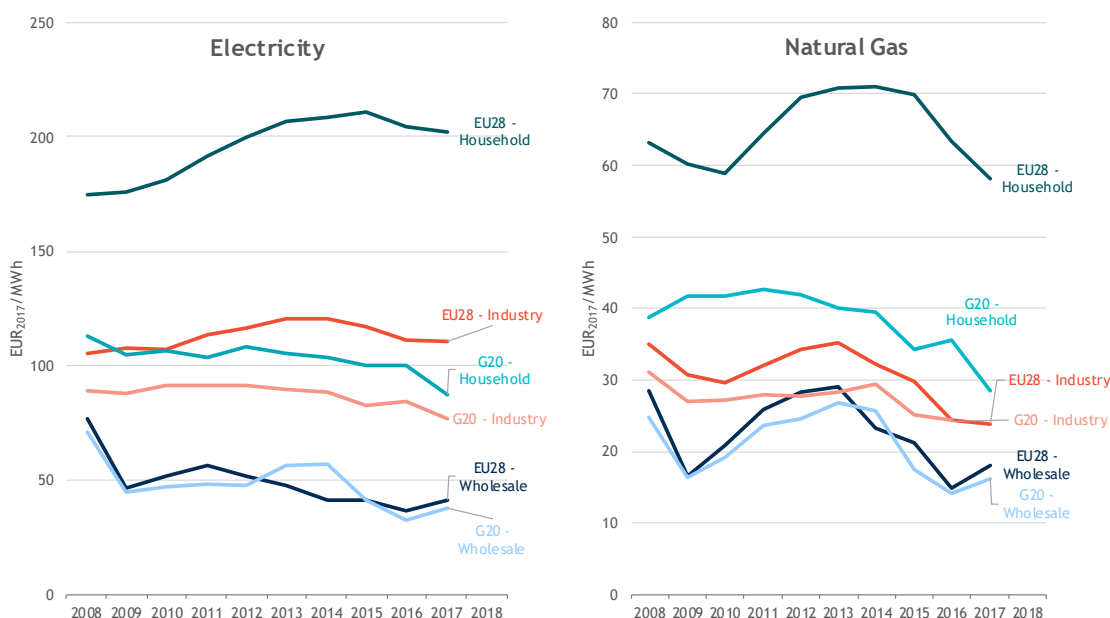 Electricity
250
200
150
100
50
0
EUR2017/MWh
2008 2009 2010 2011 2012 2013 2014 2015 2016 2017 2018
EU28 -
Household
EU28 - Industry
G20 -
Household
G20 - Industry
EU28 -
Wholesale
G20 -
Wholesale
Natural Gas
80
70
60
50
40
30
20
10
0
EUR2017/MWh
2008 2009 2010 2011 2012 2013 2014 2015 2016 2017 2018
EU28 -
Household
G20 -
Household
EU28 - Industry
G20 - Industry
EU28 -
Wholesale
G20 -
Wholesale